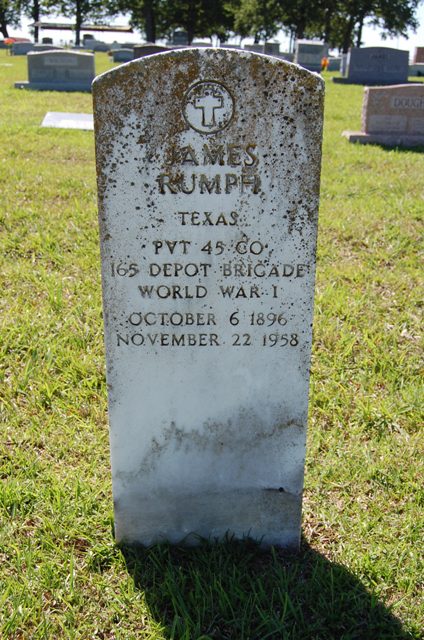 JAMES
RUMPH
TEXAS
PVT 45 CO
165 DEPOT BRIGADE
WORLD WAR I
OCTOBER 6 1896
NOVEMBER 22 1958